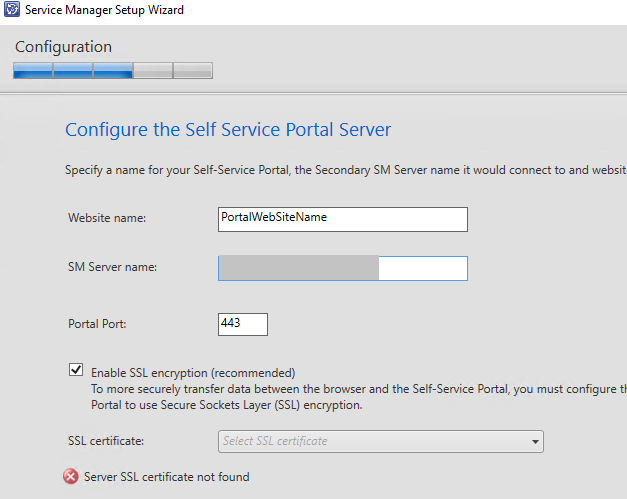 Service Manager Setup Wizard
Configuration
Configure the Self Service Portal Server
Specify a name for your Self-Service Portal, the Secondary SM Server name it would connect to and
Website name:
PortalWebSiteName
SM Server name:
Portal Port:
443
Enable SSL encryption (recommended)
To more securely transfer data between the browser and the Self-Service Portal, you must configure
Portal to use Secure Sockets Layer (SSL) encryption.
SSL certificate:
Select SSL certificate
Server SSL certificate not found